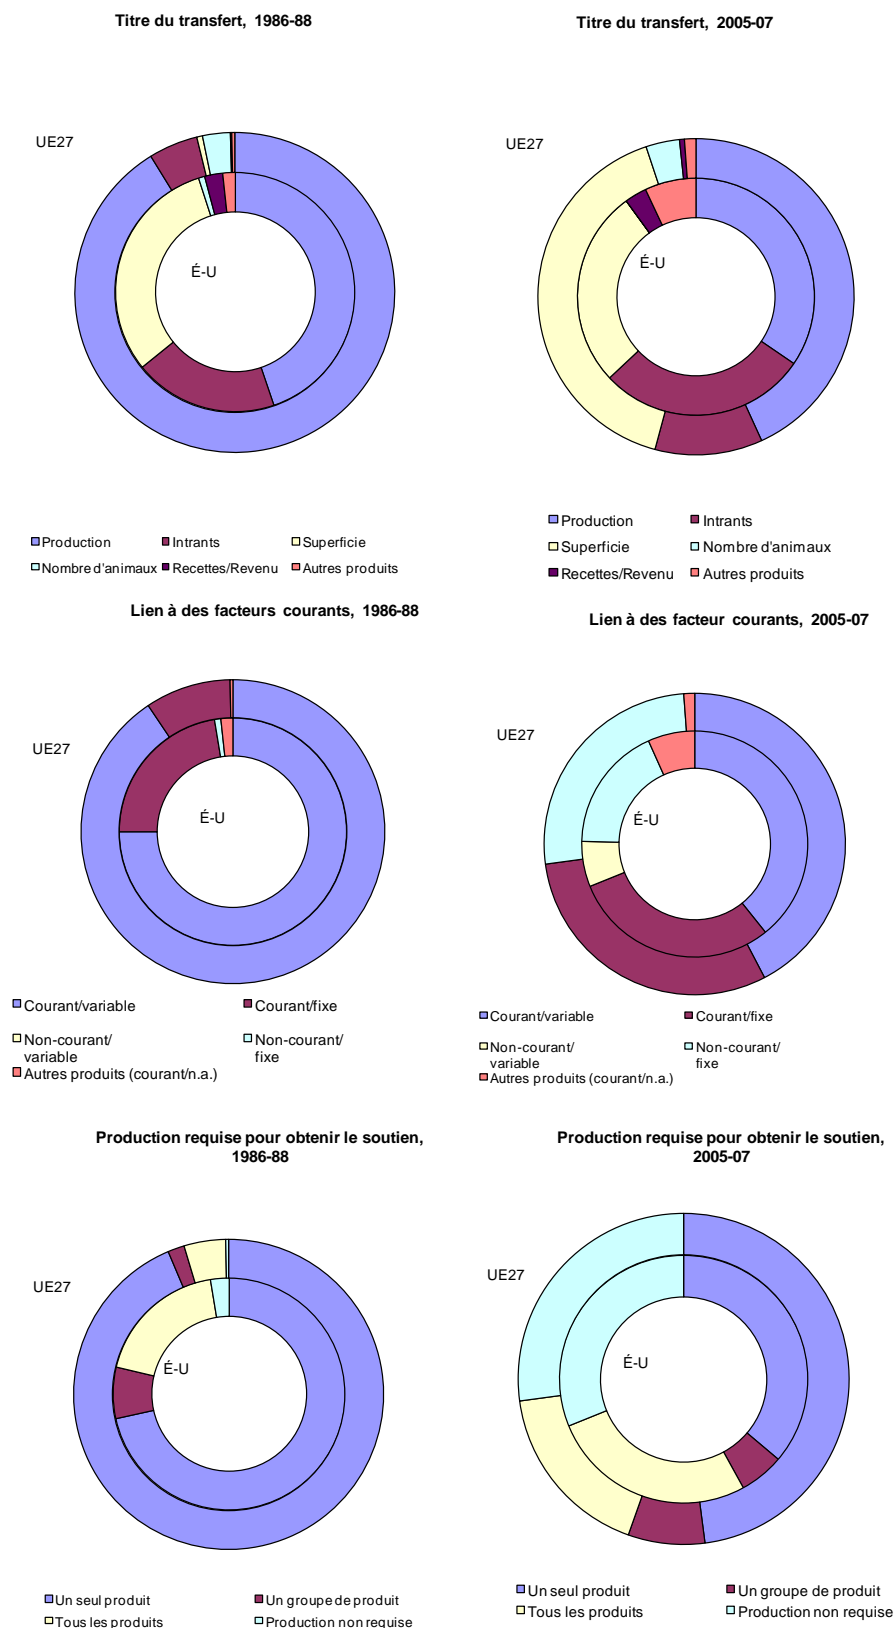 Titre du transfert, 1986-88
UE27
É-U
Production Intrants Superficie
Nombre d'animaux Recettes/Revenu Autres produits
Titre du transfert, 2005-07
UE27
É-U
Production Intrants
Superficie Nombre d'animaux
Recettes/Revenu Autres produits
Lien à des facteurs courants, 1986-88
UE27
É-U
Courant/variable Courant/fixe
Non-courant/ Non-courant/
variable fixe
Autres produits (courant/n.a.)
Lien à des facteur courants, 2005-07
UE27
É-U
Courant/variable Courant/fixe
Non-courant/ Non-courant/
variable fixe
Autres produits (courant/n.a.)
Production requise pour obtenir le soutien,
1986-88
UE27
É-U
Un seul produit Un groupe de produit
Tous les produits Production non requise
Production requise pour obtenir le soutien,
2005-07
UE27
É-U
Un seul produit Un groupe de produit
Tous les produits Production non requise